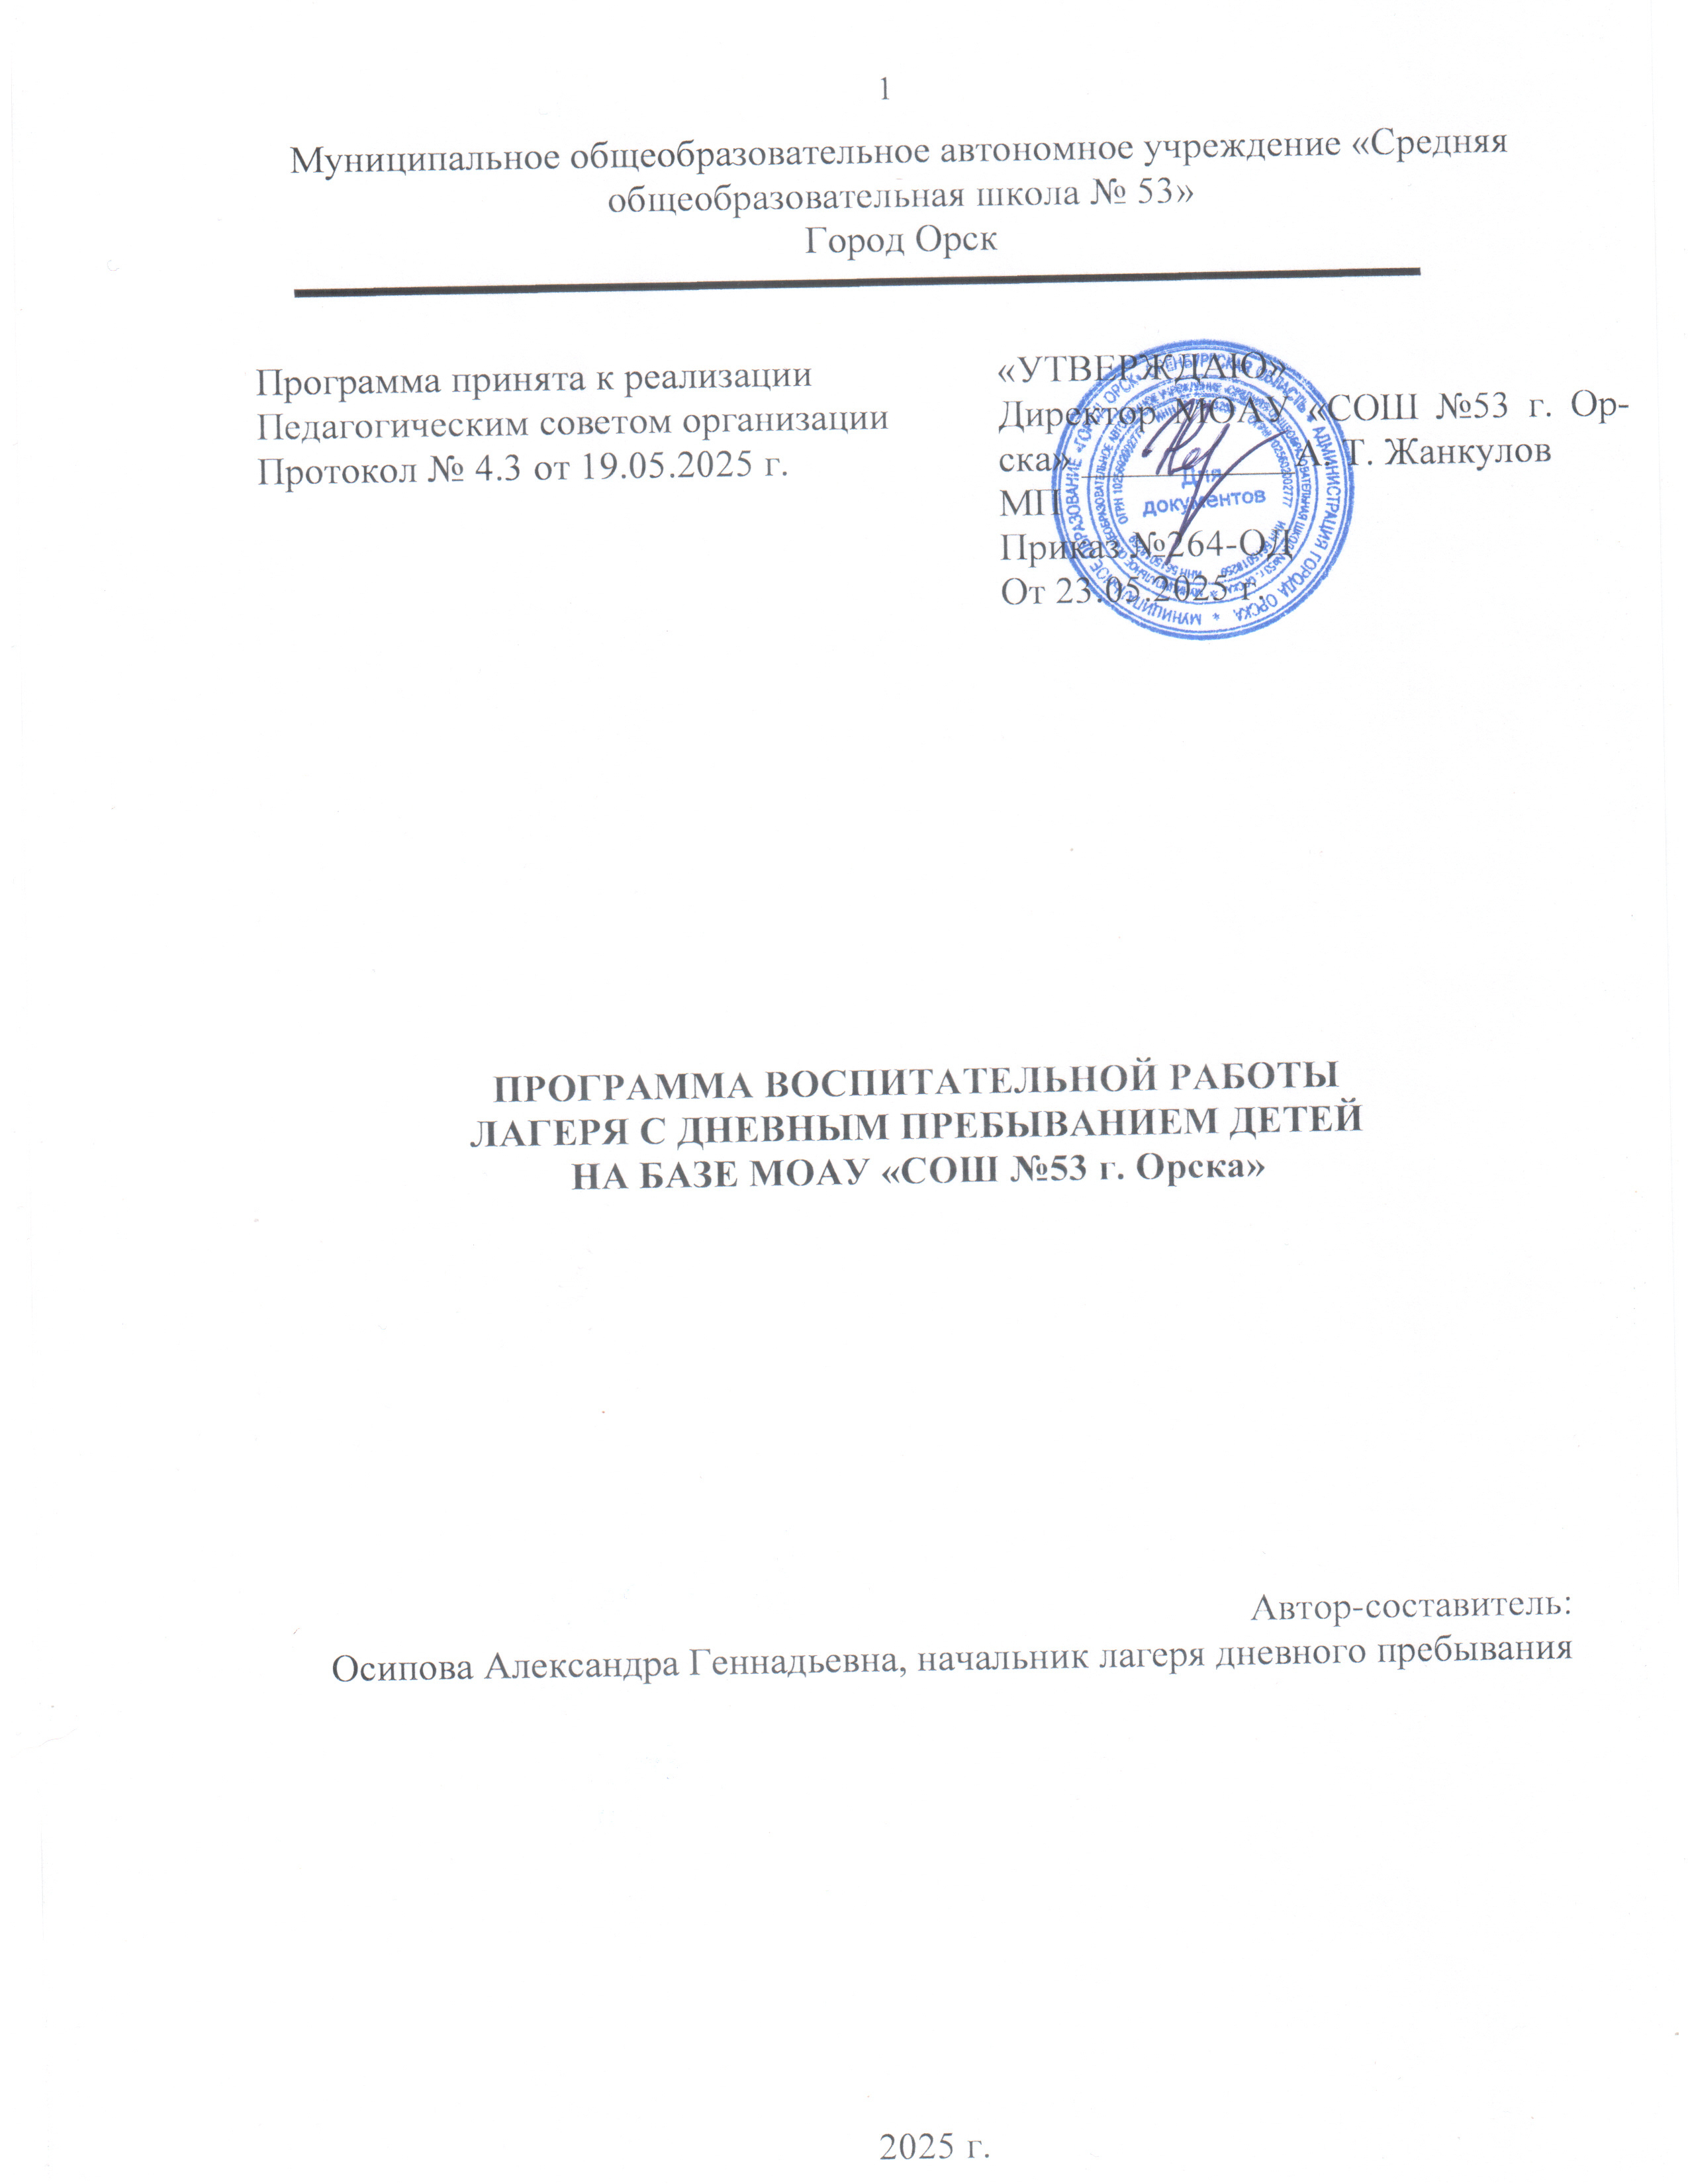 1
Муниципальное общеобразовательное автономное учреждение «Средняя
общеобразовательная школа № 53»
Город Орск
Программа принята к реализации
Педагогическим советом организации
Протокол № 4.3 от 19.05.2025 г.
«УТВЕРЖДАЮ»
Директор МОАУ «СОШ №53 г. Ор-
ска»___________А. Т. Жанкулов
МП
Приказ №264-ОД
От 23.05.2025 г.
Для
документов
ПРОГРАММА ВОСПИТАТЕЛЬНОЙ РАБОТЫ
ЛАГЕРЯ С ДНЕВНЫМ ПРЕБЫВАНИЕМ ДЕТЕЙ
НА БАЗЕ МОАУ «СОШ №53 г. Орска»
Автор-составитель:
Осипова Александра Геннадьевна, начальник лагеря дневного пребывания
2025 г.